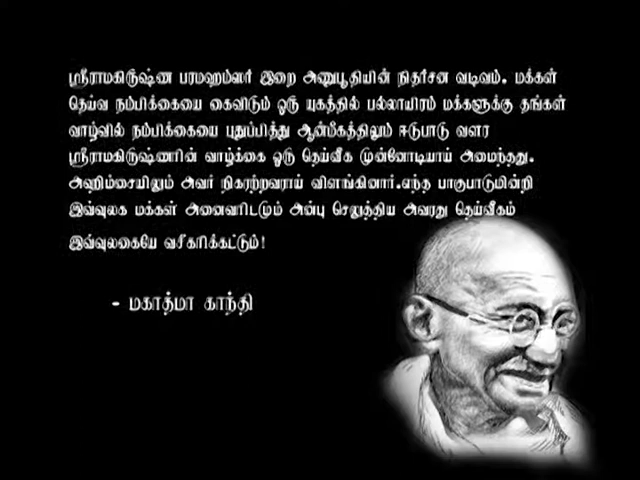 ஸ்ரீராமகிருஷ்ண பரமஹம்ஸர் இறை அனுபூதியின் நிதர்சன வடிவம். மக்கள்
தெய்வ நம்பிக்கையை கைவிடும் ஒரு யுகத்தில் பல்லாயிரம் மக்களுக்கு தங்கள்
வாழ்வில் நம்பிக்கையை புதுப்பித்து ஆன்மீகத்திலும் ஈடுபாடு வளர
ஸ்ரீராமகிருஷ்ணரின் வாழ்க்கை ஒரு தெய்வீக முன்னோடியாய் அமைந்தது.
அஹிம்சையிலும் அவர் நிகரற்றவராய் விளங்கினார்.எந்த பாகுபாடுமின்றி
இவ்வுலக மக்கள் அனைவரிடமும் அன்பு செலுத்திய அவரது தெய்வீகம்
இவ்வுலகையே வசீகரிக்கட்டும்!
- மகாத்மா காந்தி